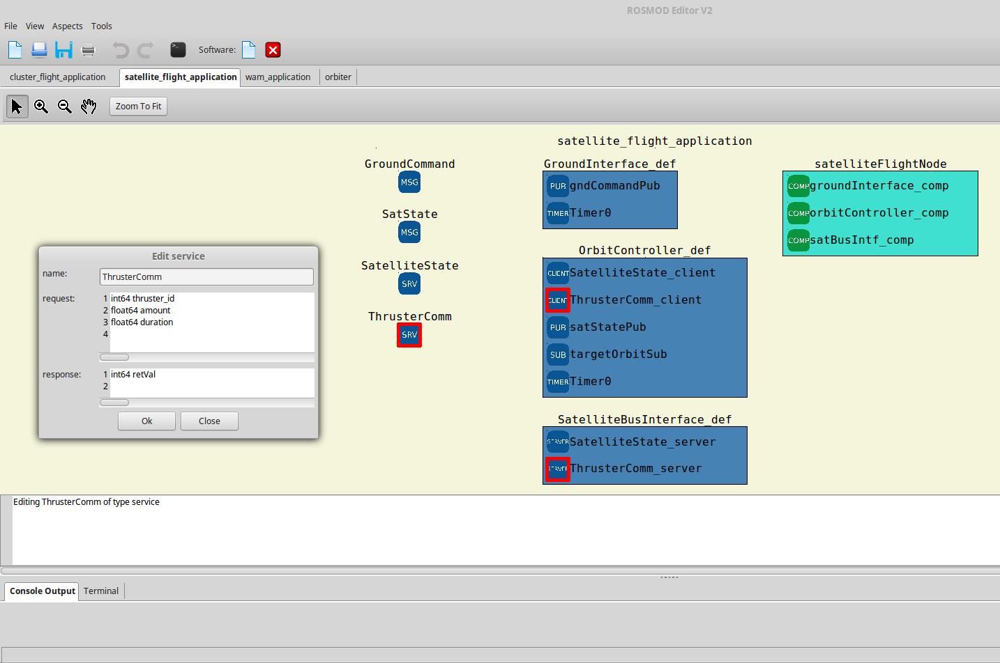 ROSMOD Editor V2
File View Aspects Tools
Software:
cluster_flight_application satellite_flight_application wam_application orbiter
Zoom To Fit
satellite_flight_application
GroundCommand
MSG
SatState
MSG
SatelliteState
SRV
ThrusterComm
SRV
GroundInterface_def
PUB gndCommandPub
TIMER Timer0
OrbitController_def
CLIENT SatelliteState_client
CLIENT ThrusterComm_client
PUB satStatePub
SUB targetOrbitSub
TIMER Timer0
SatelliteBusInterface_def
SERVER SatelliteState_server
SERVER ThrusterComm_server
satelliteFlightNode
COMP groundInterface_comp
COMP orbitController_comp
COMP satBusIntf_comp
Edit service
name: ThrusterComm
request: 1 int64 thruster_id
2 float64 amount
3 float64 duration
4
response: 1 int64 retVal
2
Ok Close
Editing ThrusterComm of type service
Console Output Terminal